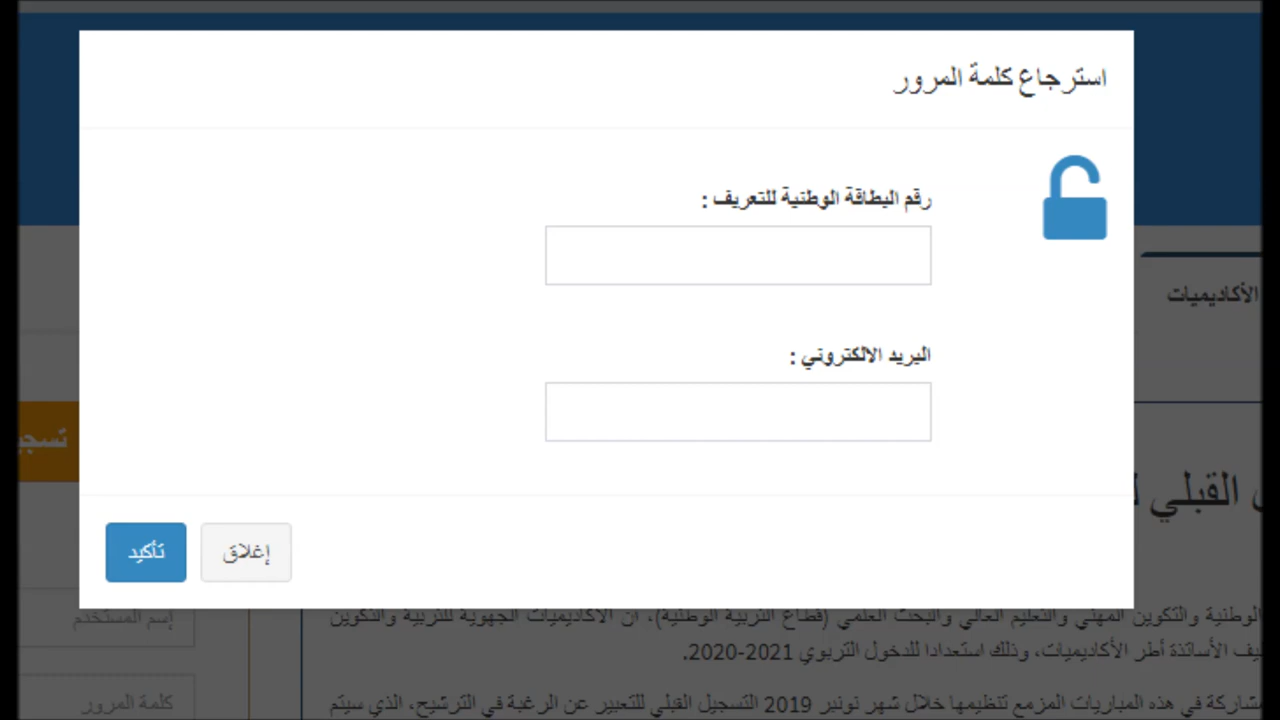 استرجاع كلمة المرور
رقم البطاقة الوطنية للتعريف :
البريد الالكتروني :
تأكيد
إغلاق
الأكاديميات
القبلي
إسم المستخدم
كلمة المرور
الوطنية والتكوين المهني والتعليم العالي والبحث العلمي (قطاع التربية الوطنية)، أن الأكاديميات الجهوية للتربية والتكوين
الأساتذة أطر الأكاديميات، وذلك استعدادا للدخول التربوي 2021-2020.
في هذه المباريات المزمع تنظيمها خلال شهر نونبر 2019 التسجيل القبلي للتعبير عن الرغبة في الترشيح، الذي سيتم